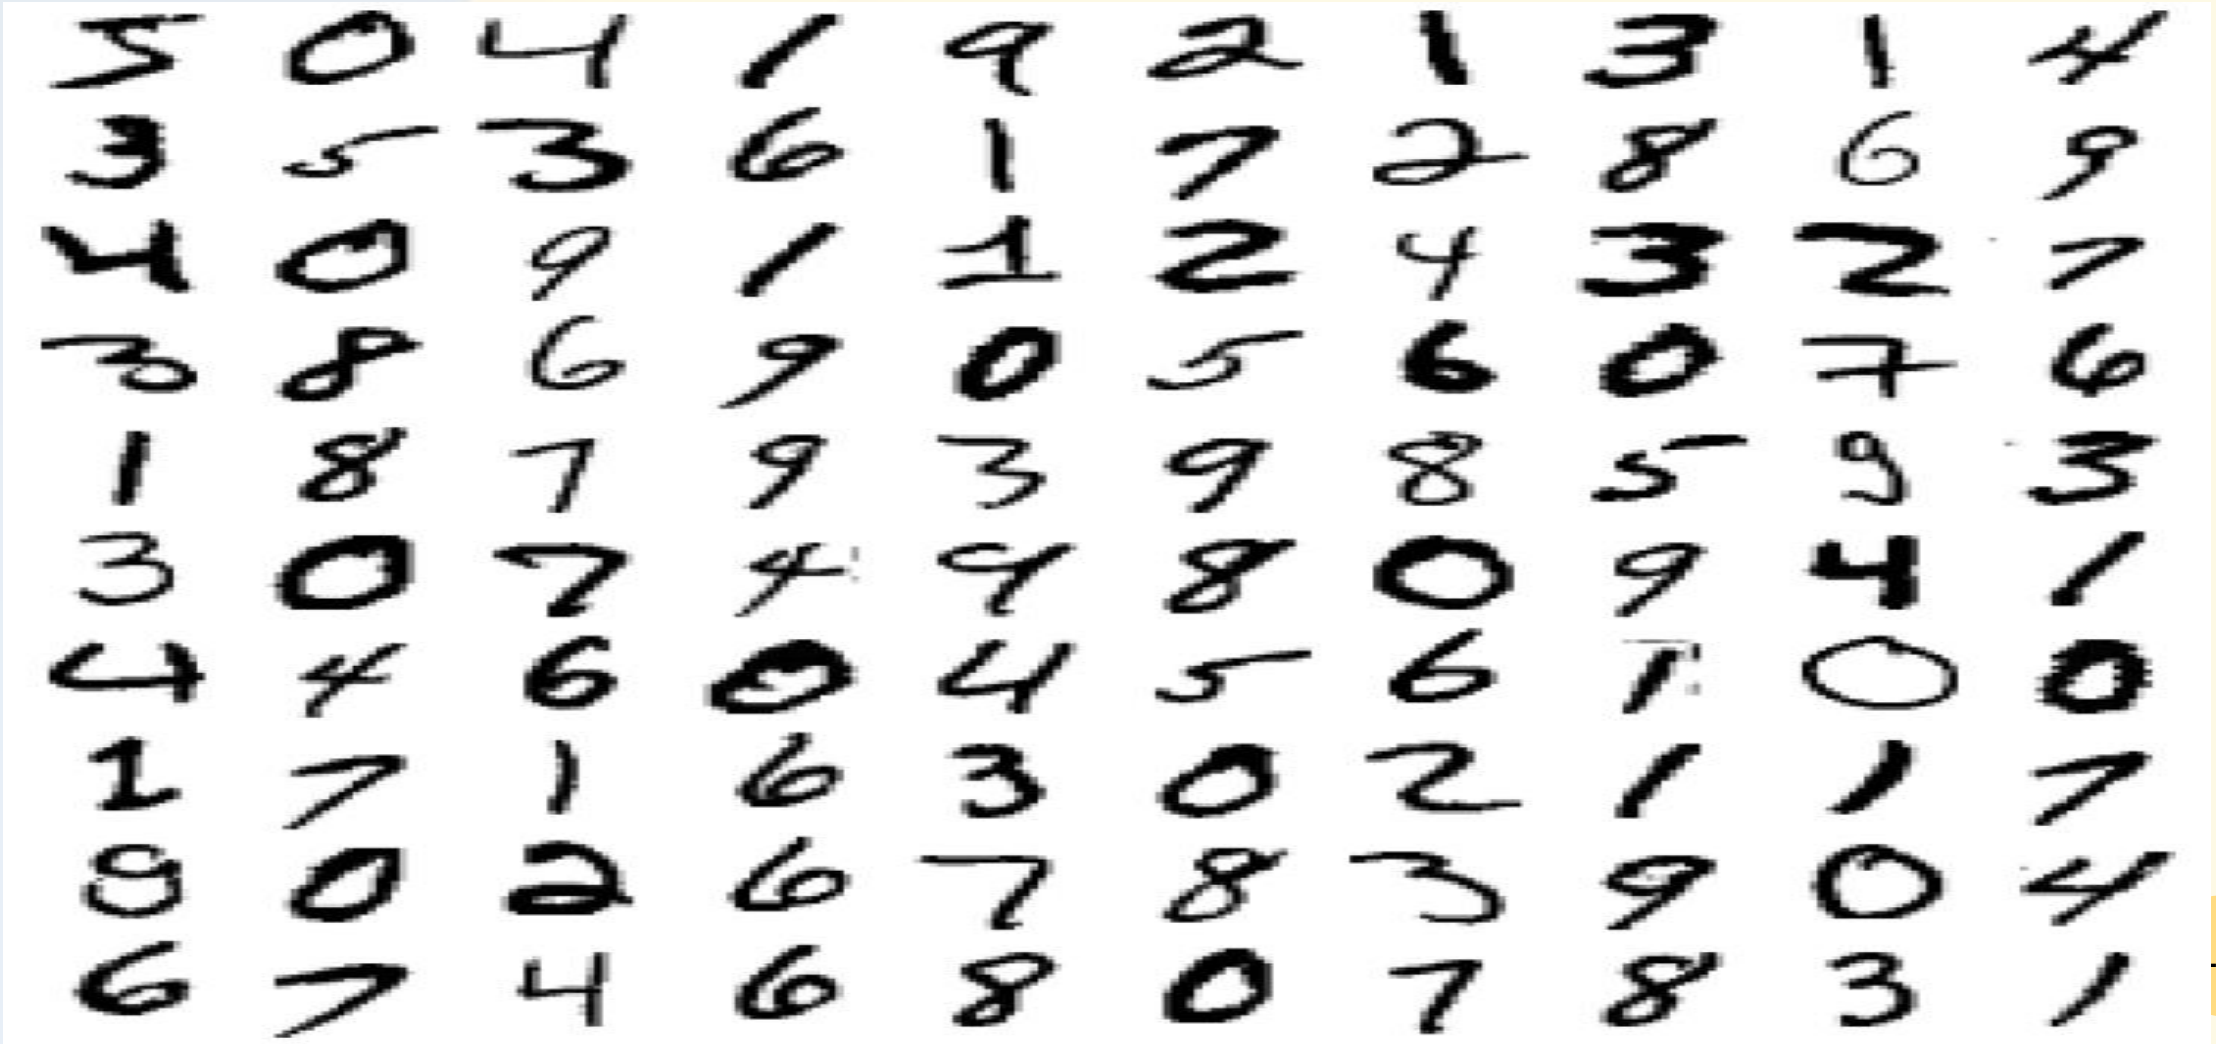 5 0 4 1 9 2 1 3 1 4
3 5 3 6 1 7 2 8 6 9
4 0 9 1 1 2 4 3 2 7
3 8 6 9 0 5 6 0 7 6
1 8 7 9 3 9 8 5 9 3
3 0 7 4 9 8 0 9 4 1
4 4 6 0 4 5 6 1 0 0
1 7 1 6 3 0 2 1 1 7
8 0 2 6 7 8 3 9 0 4
6 7 4 6 8 0 7 8 3 1